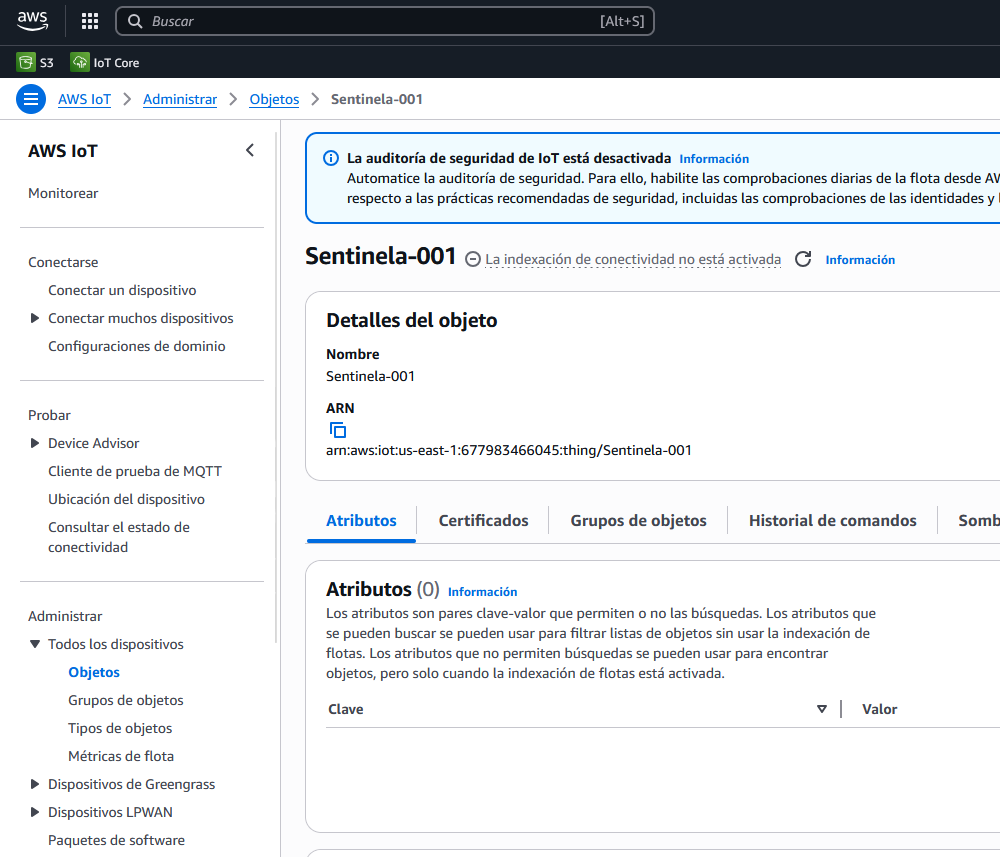 aws
Buscar
[Alt+S]
S3
IoT Core
AWS IoT
Administrar
Objetos
Sentinela-001
AWS IoT
Monitorear
Conectarse
Conectar un dispositivo
Conectar muchos dispositivos
Configuraciones de dominio
Probar
Device Advisor
Cliente de prueba de MQTT
Ubicación del dispositivo
Consultar el estado de
conectividad
Administrar
Todos los dispositivos
Objetos
Grupos de objetos
Tipos de objetos
Métricas de flota
Dispositivos de Greengrass
Dispositivos LPWAN
Paquetes de software
La auditoría de seguridad de IoT está desactivada Información
Automatice la auditoría de seguridad. Para ello, habilite las comprobaciones diarias de la flota desde AW
respecto a las prácticas recomendadas de seguridad, incluidas las comprobaciones de las identidades y l
Sentinela-001
La indexación de conectividad no está activada
Información
Detalles del objeto
Nombre
Sentinela-001
ARN
arn:aws:iot:us-east-1:677983466045:thing/Sentinela-001
Atributos
Certificados
Grupos de objetos
Historial de comandos
Somb
Atributos (0) Información
Los atributos son pares clave-valor que permiten o no las búsquedas. Los atributos que
se pueden buscar se pueden usar para filtrar listas de objetos sin usar la indexación de
flotas. Los atributos que no permiten búsquedas se pueden usar para encontrar
objetos, pero solo cuando la indexación de flotas está activada.
Clave
Valor